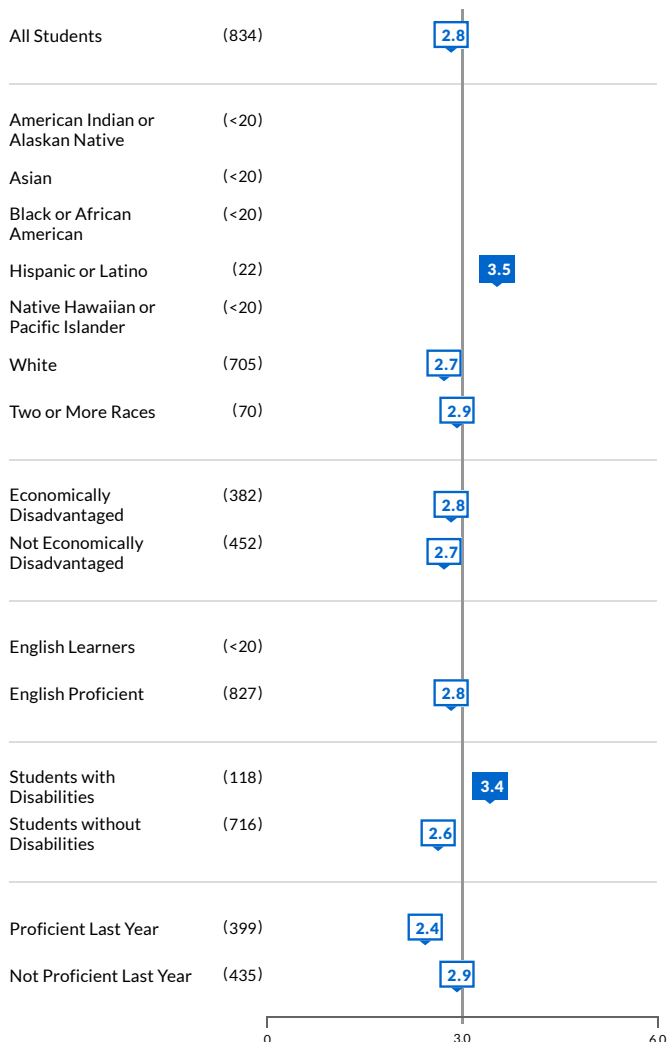 All Students (834) 2.8
American Indian or (<20)
Alaskan Native
Asian (<20)
Black or African (<20)
American
Hispanic or Latino (22) 3.5
Native Hawaiian or (<20)
Pacific Islander
White (705) 2.7
Two or More Races (70) 2.9
Economically (382) 2.8
Disadvantaged
Not Economically (452) 2.7
Disadvantaged
English Learners (<20)
English Proficient (827) 2.8
Students with (118) 3.4
Disabilities
Students without (716) 2.6
Disabilities
Proficient Last Year (399) 2.4
Not Proficient Last Year (435) 2.9
0 3.0 6.0